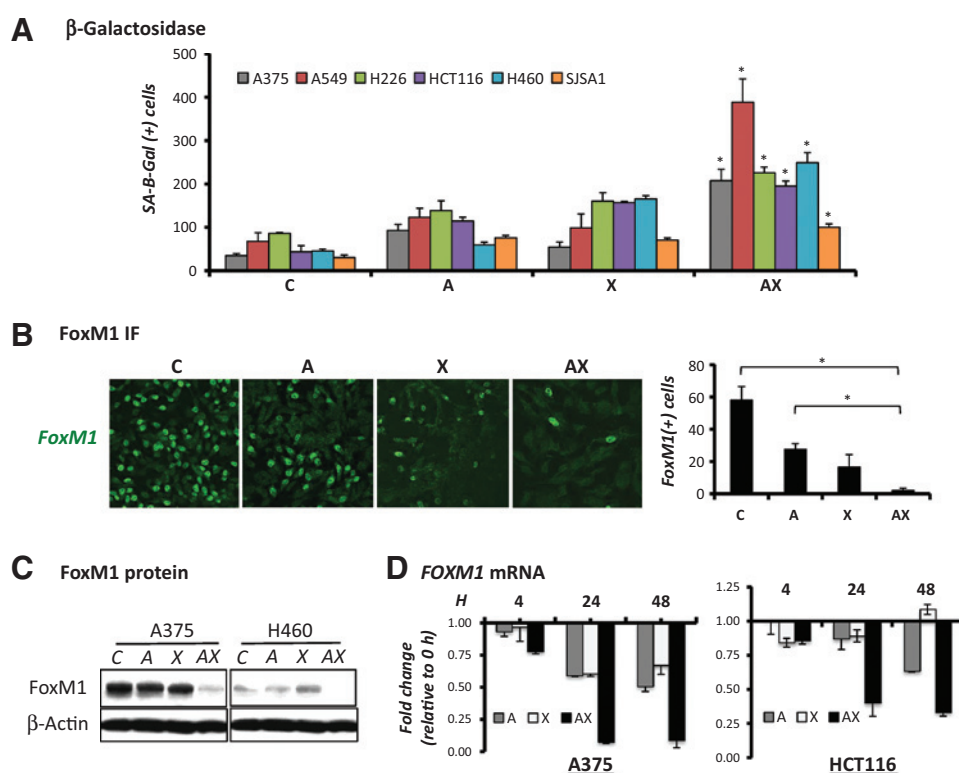 A β-Galactosidase
500
400
300
200
100
0
SA-B-Gal (+) cells
A375 A549 H226 HCT116 H460 SJSA1
* * * * * *
C A X AX
B FoxM1 IF
C A X AX
FoxM1
FoxM1(+) cells
80
60
40
20
0
*
*
C A X AX
C FoxM1 protein
A375 H460
C A X AX C A X AX
FoxM1
β-Actin
D FOXM1 mRNA
H 4 24 48
Fold change
(relative to 0 h)
1.00
0.75
0.50
0.25
0.00
A X AX
A375
1.25
1.00
0.75
0.50
0.25
0.00
4 24 48
A X AX
HCT116